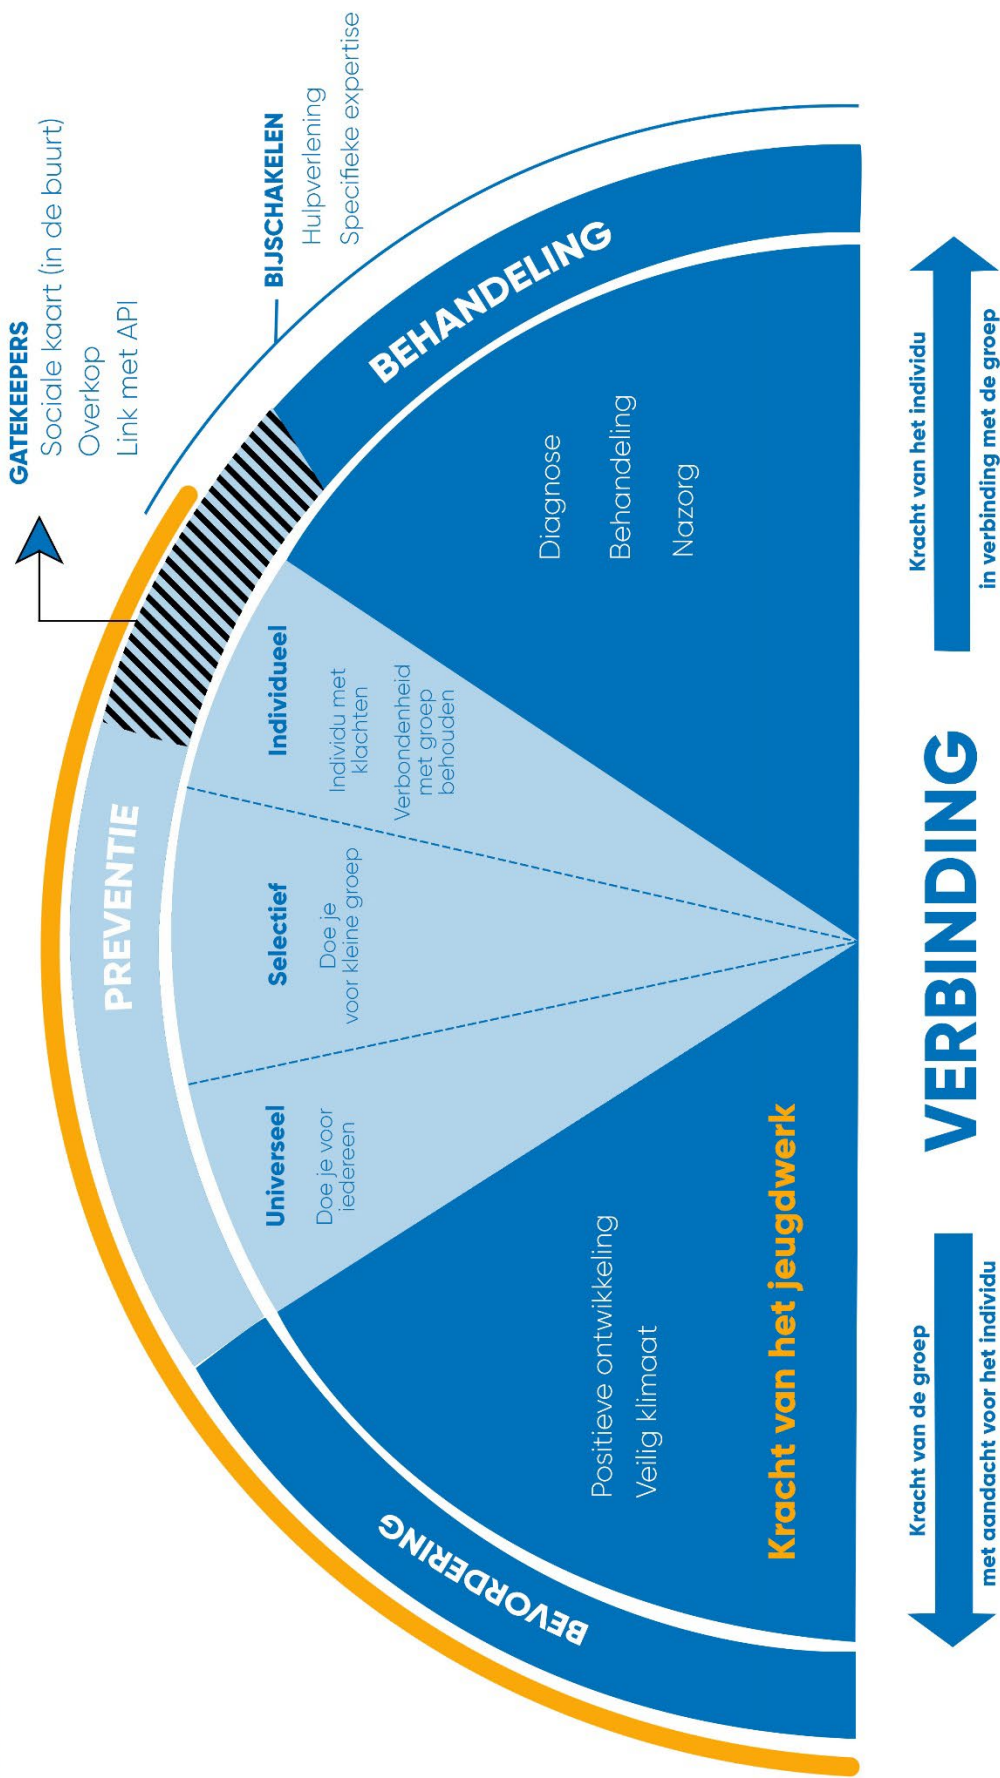 GATEKEEPERS
Sociale kaart (in de buurt)
Overkop
Link met API
BIJSCHAKELEN
Hulpverlening
Specifieke expertise
BEVORDERING
PREVENTIE
BEHANDELING
Positieve ontwikkeling
Veilig klimaat
Kracht van het jeugdwerk
Universeel
Doe je voor
iedereen
Selectief
Doe je
voor kleine groep
Individueel
Individu met
klachten
Verbondenheid
met groep
behouden
Diagnose
Behandeling
Nazorg
Kracht van de groep
met aandacht voor het individu
VERBINDING
Kracht van het individu
in verbinding met de groep